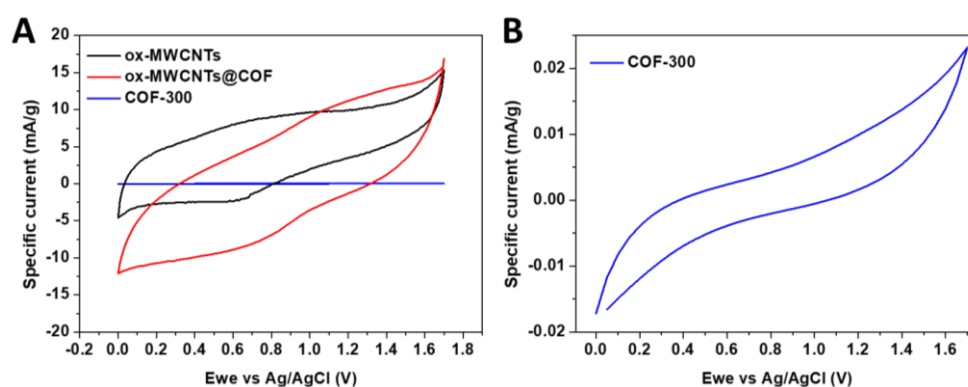 A
ox-MWCNTs
ox-MWCNTs@COF
COF-300
Specific current (mA/g)
20
15
10
5
0
-5
-10
-15
-20
-0.2 0.0 0.2 0.4 0.6 0.8 1.0 1.2 1.4 1.6 1.8
Ewe vs Ag/AgCl (V)
B
COF-300
Specific current (mA/g)
0.02
0.01
0.00
-0.01
-0.02
0.0 0.2 0.4 0.6 0.8 1.0 1.2 1.4 1.6
Ewe vs Ag/AgCl (V)